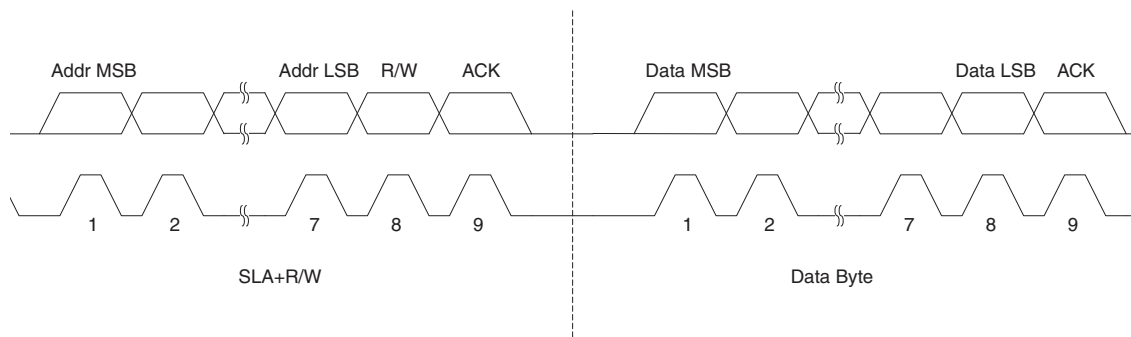 Addr MSB Addr LSB R/W ACK Data MSB Data LSB ACK
1 2 7 8 9 1 2 7 8 9
SLA+R/W Data Byte